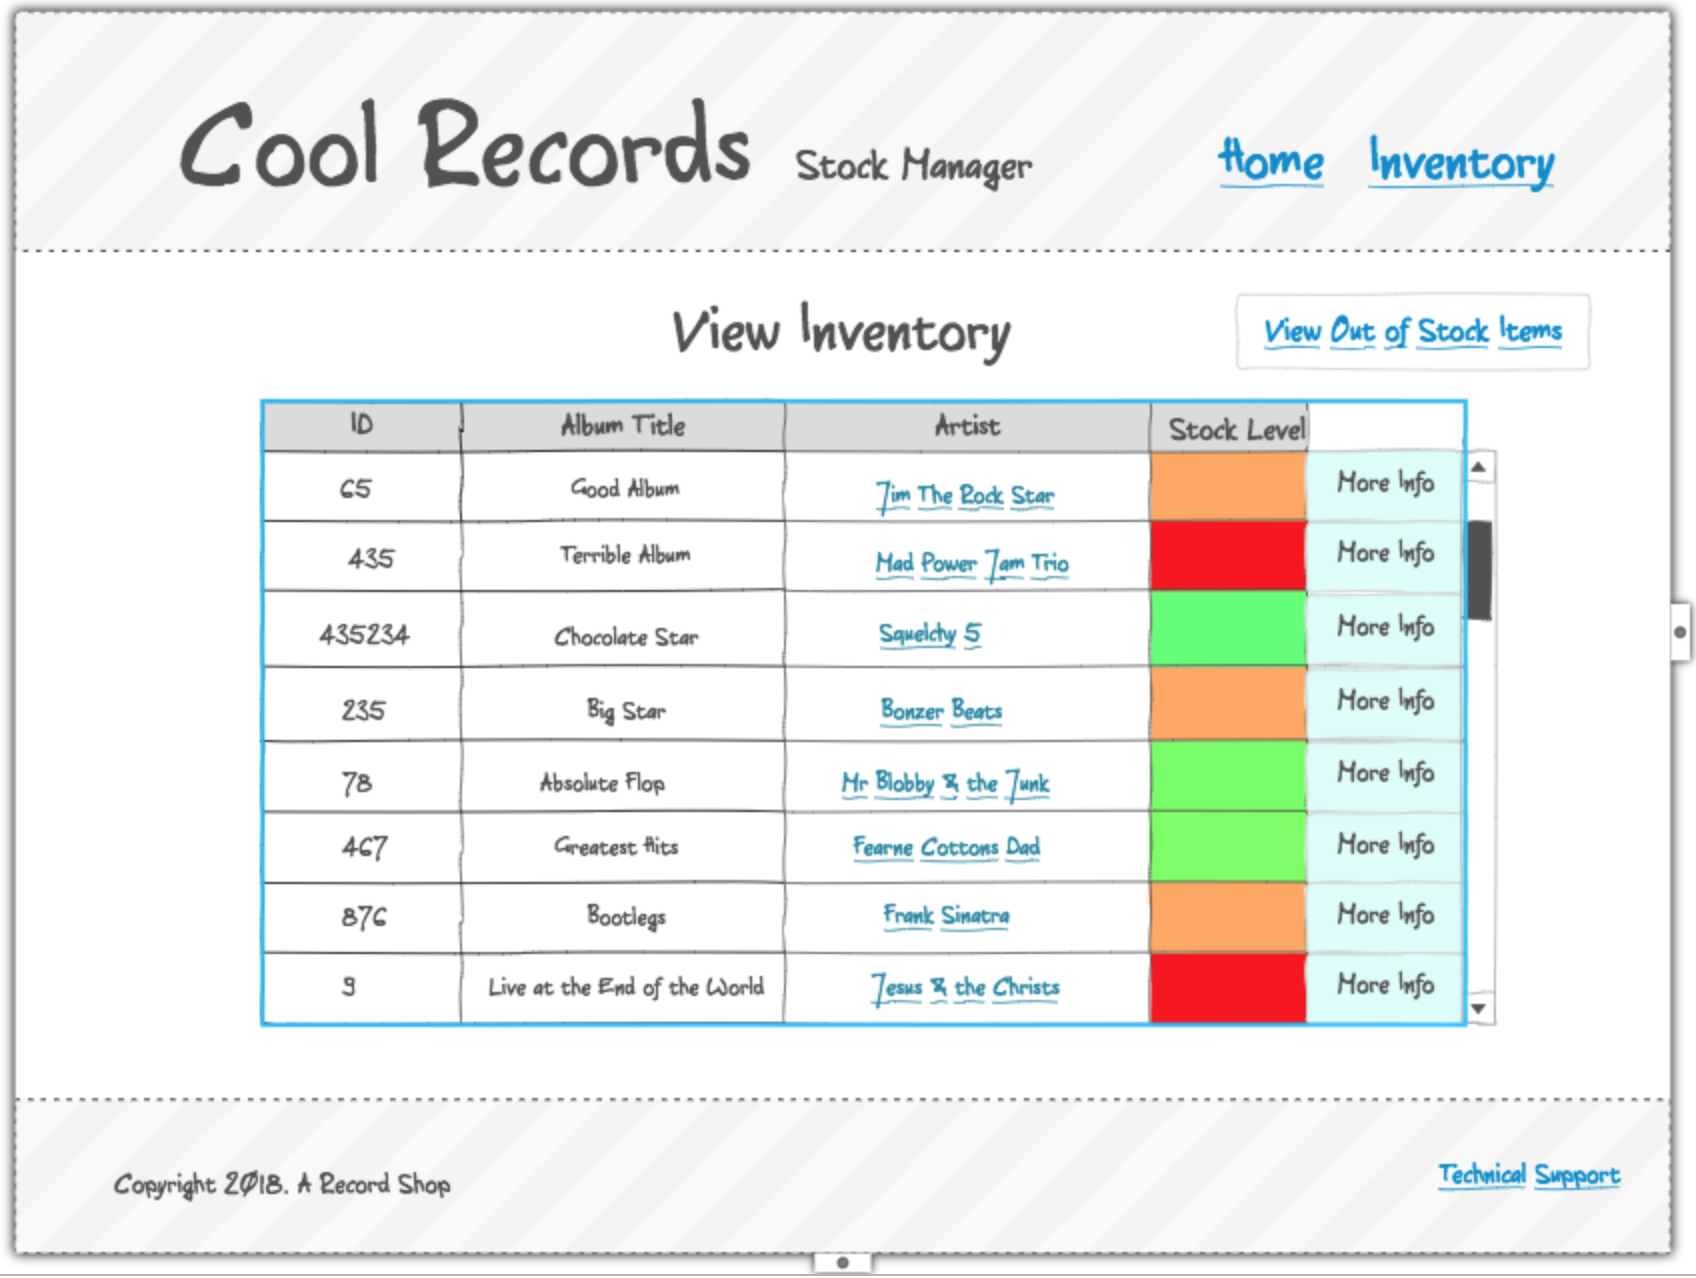 Cool Records Stock Manager Home Inventory
View Inventory
View Out of Stock Items
ID Album Title Artist Stock Level
65 Good Album Jim The Rock Star More Info
435 Terrible Album Mad Power Jam Trio More Info
435234 Chocolate Star Squelchy 5 More Info
235 Big Star Bonzer Beats More Info
78 Absolute Flop Mr Blobby & the Junk More Info
467 Greatest Hits Fearne Cottons Dad More Info
876 Bootlegs Frank Sinatra More Info
9 Live at the End of the World Jesus & the Christs More Info
Copyright 2018. A Record Shop
Technical Support